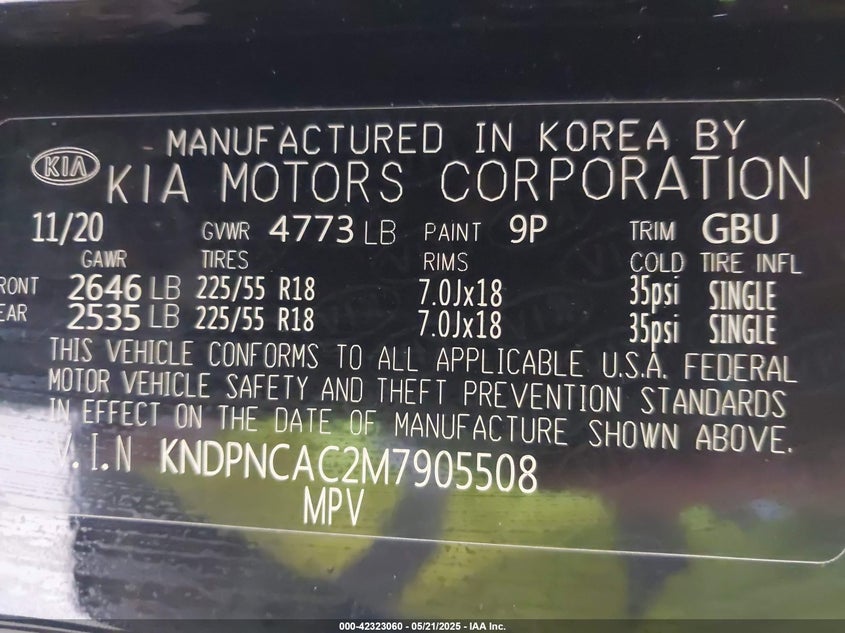 MANUFACTURED IN KOREA BY
KIA KIA MOTORS CORPORATION
11/20 GVWR 4773 LB PAINT 9P TRIM GBU
GAWR TIRES RIMS COLD TIRE INFL
RONT 2646 LB 225/55 R18 7.0Jx18 35psi SINGLE
EAR 2535 LB 225/55 R18 7.0Jx18 35psi SINGLE
THIS VEHICLE CONFORMS TO ALL APPLICABLE U.S.A. FEDERAL
MOTOR VEHICLE SAFETY AND THEFT PREVENTION STANDARDS
IN EFFECT ON THE DATE OF MANUFACTURE SHOWN ABOVE.
V.I.N KNDPNCAC2M7905508
MPV
000-42323060 - 05/21/2025 - IAA Inc.